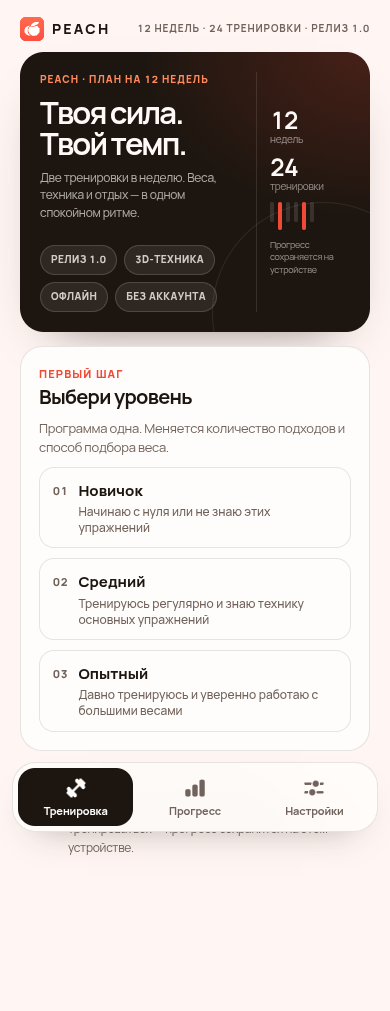 PEACH
12 НЕДЕЛЬ · 24 ТРЕНИРОВКИ · РЕЛИЗ 1.0
PEACH · ПЛАН НА 12 НЕДЕЛЬ
Твоя сила.
Твой темп.
Две тренировки в неделю. Веса,
техника и отдых — в одном
спокойном ритме.
РЕЛИЗ 1.0
3D-ТЕХНИКА
ОФЛАЙН
БЕЗ АККАУНТА
12
недель
24
тренировки
Прогресс
сохраняется на
устройстве
ПЕРВЫЙ ШАГ
Выбери уровень
Программа одна. Меняется количество подходов и
способ подбора веса.
01 Новичок
Начинаю с нуля или не знаю этих
упражнений
02 Средний
Тренируюсь регулярно и знаю технику
основных упражнений
03 Опытный
Давно тренируюсь и уверенно работаю с
большими весами
Тренировка
Прогресс
Настройки
устройстве.